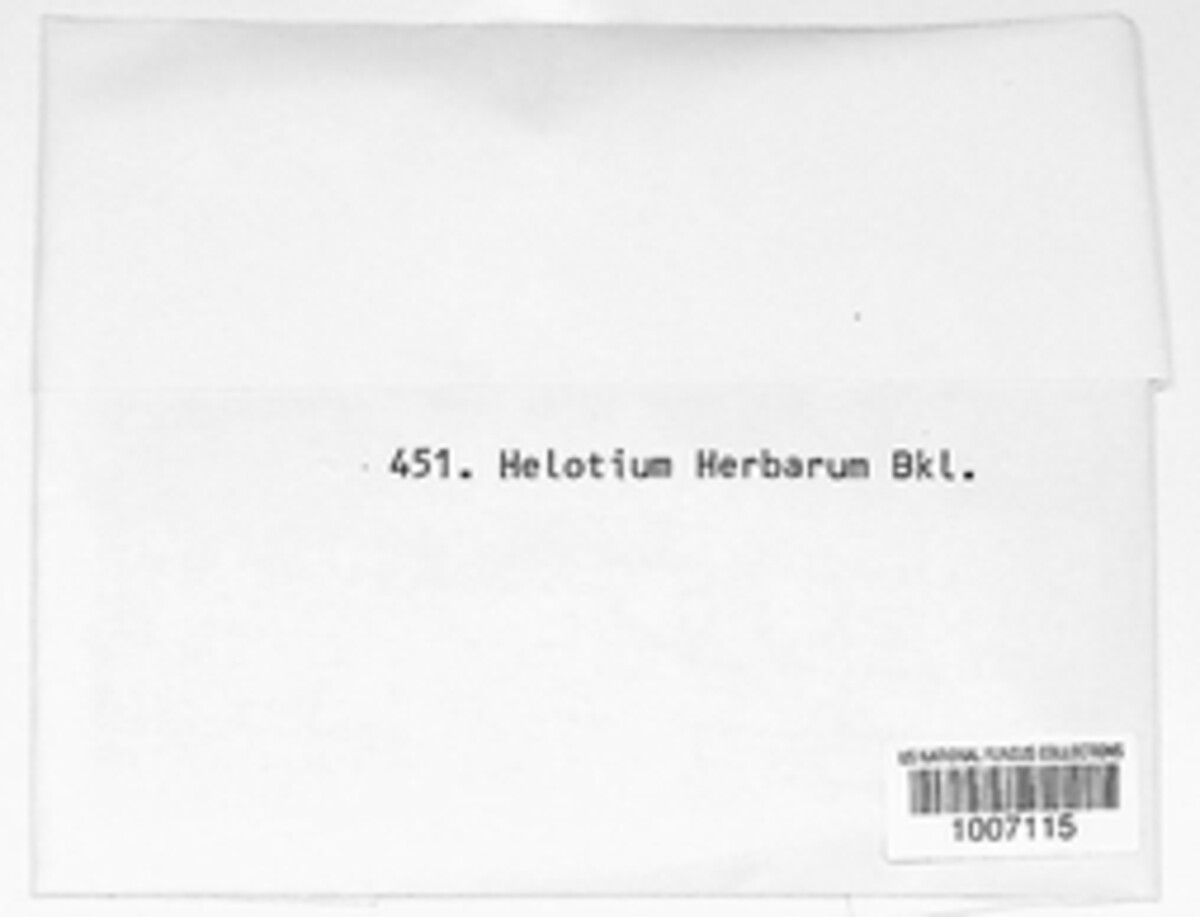 451. Helotium Herbarum Bkl.
US NATIONAL FUNGUS COLLECTIONS
1007115